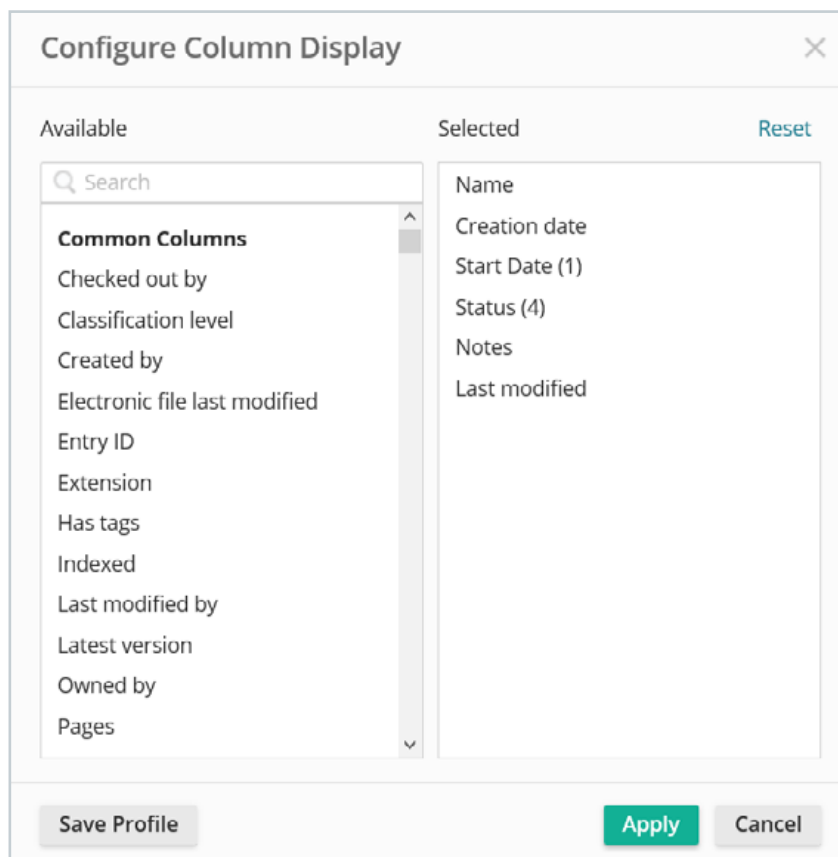 Configure Column Display
Available
Search
Common Columns
Checked out by
Classification level
Created by
Electronic file last modified
Entry ID
Extension
Has tags
Indexed
Last modified by
Latest version
Owned by
Pages
Selected
Reset
Name
Creation date
Start Date (1)
Status (4)
Notes
Last modified
Save Profile
Apply
Cancel